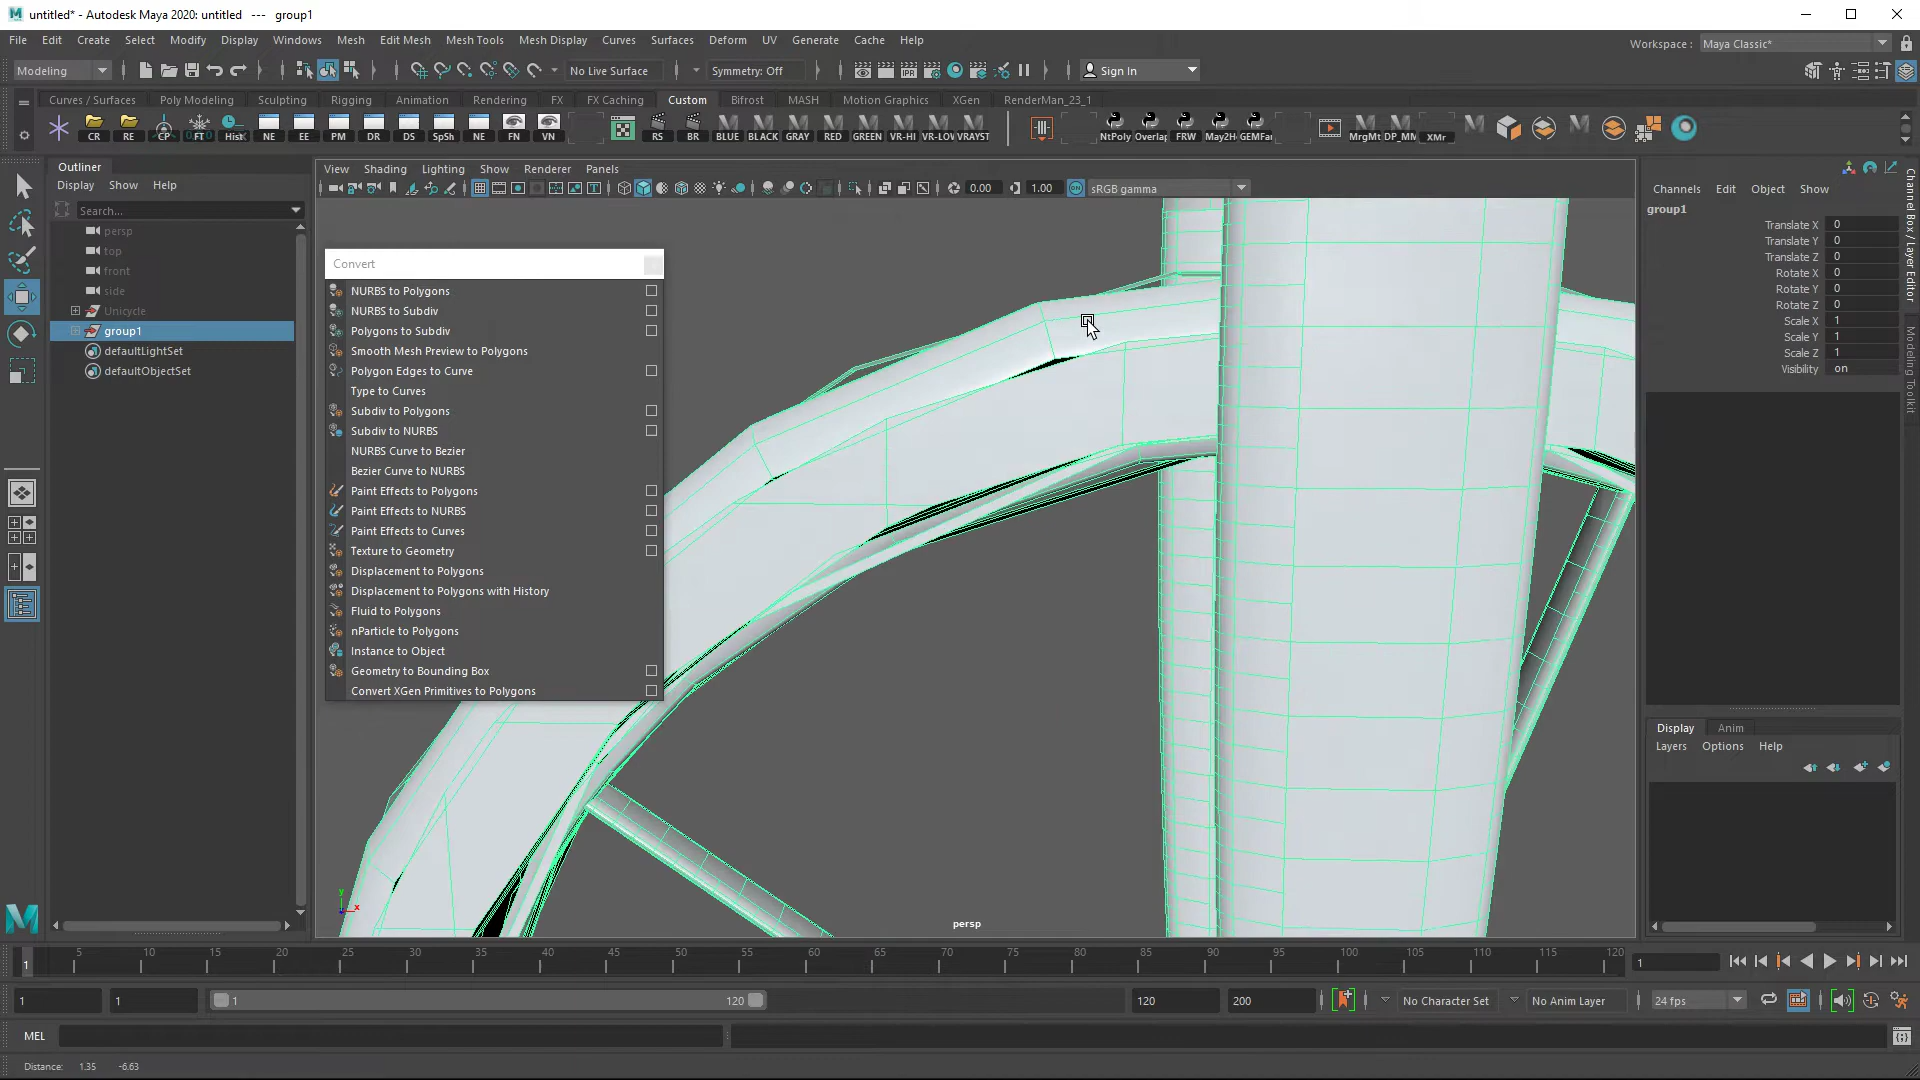 untitled* - Autodesk Maya 2020: untitled --- group1
File Edit Create Select Modify Display Windows Mesh Edit Mesh Mesh Tools Mesh Display Curves Surfaces Deform UV Generate Cache Help
Workspace : Maya Classic*
Modeling No Live Surface Symmetry: Off Sign In
Curves / Surfaces Poly Modeling Sculpting Rigging Animation Rendering FX FX Caching Custom Bifrost MASH Motion Graphics XGen RenderMan_23_1
CR RE CP FT Hist NE EE PM DR DS SpSh NE FN VN RS BR BLUE BLACK GRAY RED GREEN VR-HI VR-LOV VRAYST NtPoly Overlap FRW May2H GEMFar MrgMt DP_MN XMr
Outliner
Display Show Help
Search...
persp
top
front
side
Unicycle
group1
defaultLightSet
defaultObjectSet
View Shading Lighting Show Renderer Panels
0.00 1.00 ON sRGB gamma
Convert
NURBS to Polygons
NURBS to Subdiv
Polygons to Subdiv
Smooth Mesh Preview to Polygons
Polygon Edges to Curve
Type to Curves
Subdiv to Polygons
Subdiv to NURBS
NURBS Curve to Bezier
Bezier Curve to NURBS
Paint Effects to Polygons
Paint Effects to NURBS
Paint Effects to Curves
Texture to Geometry
Displacement to Polygons
Displacement to Polygons with History
Fluid to Polygons
nParticle to Polygons
Instance to Object
Geometry to Bounding Box
Convert XGen Primitives to Polygons
y
x
persp
Channels Edit Object Show
group1
Translate X 0
Translate Y 0
Translate Z 0
Rotate X 0
Rotate Y 0
Rotate Z 0
Scale X 1
Scale Y 1
Scale Z 1
Visibility on
Channel Box / Layer Editor
Modeling Toolkit
Display Anim
Layers Options Help
1 5 10 15 20 25 30 35 40 45 50 55 60 65 70 75 80 85 90 95 100 105 110 115 120
1
1 1 1 120 120 200 No Character Set No Anim Layer 24 fps
MEL
Distance: 1.35 -6.63